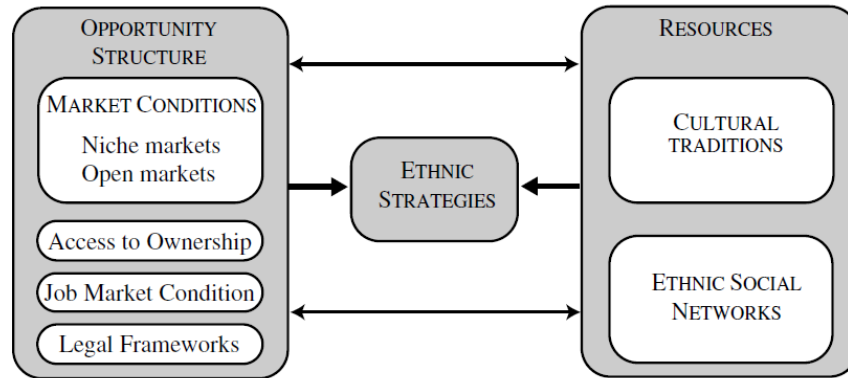 OPPORTUNITY
STRUCTURE
MARKET CONDITIONS
Niche markets
Open markets
Access to Ownership
Job Market Condition
Legal Frameworks
ETHNIC
STRATEGIES
RESOURCES
CULTURAL
TRADITIONS
ETHNIC SOCIAL
NETWORKS